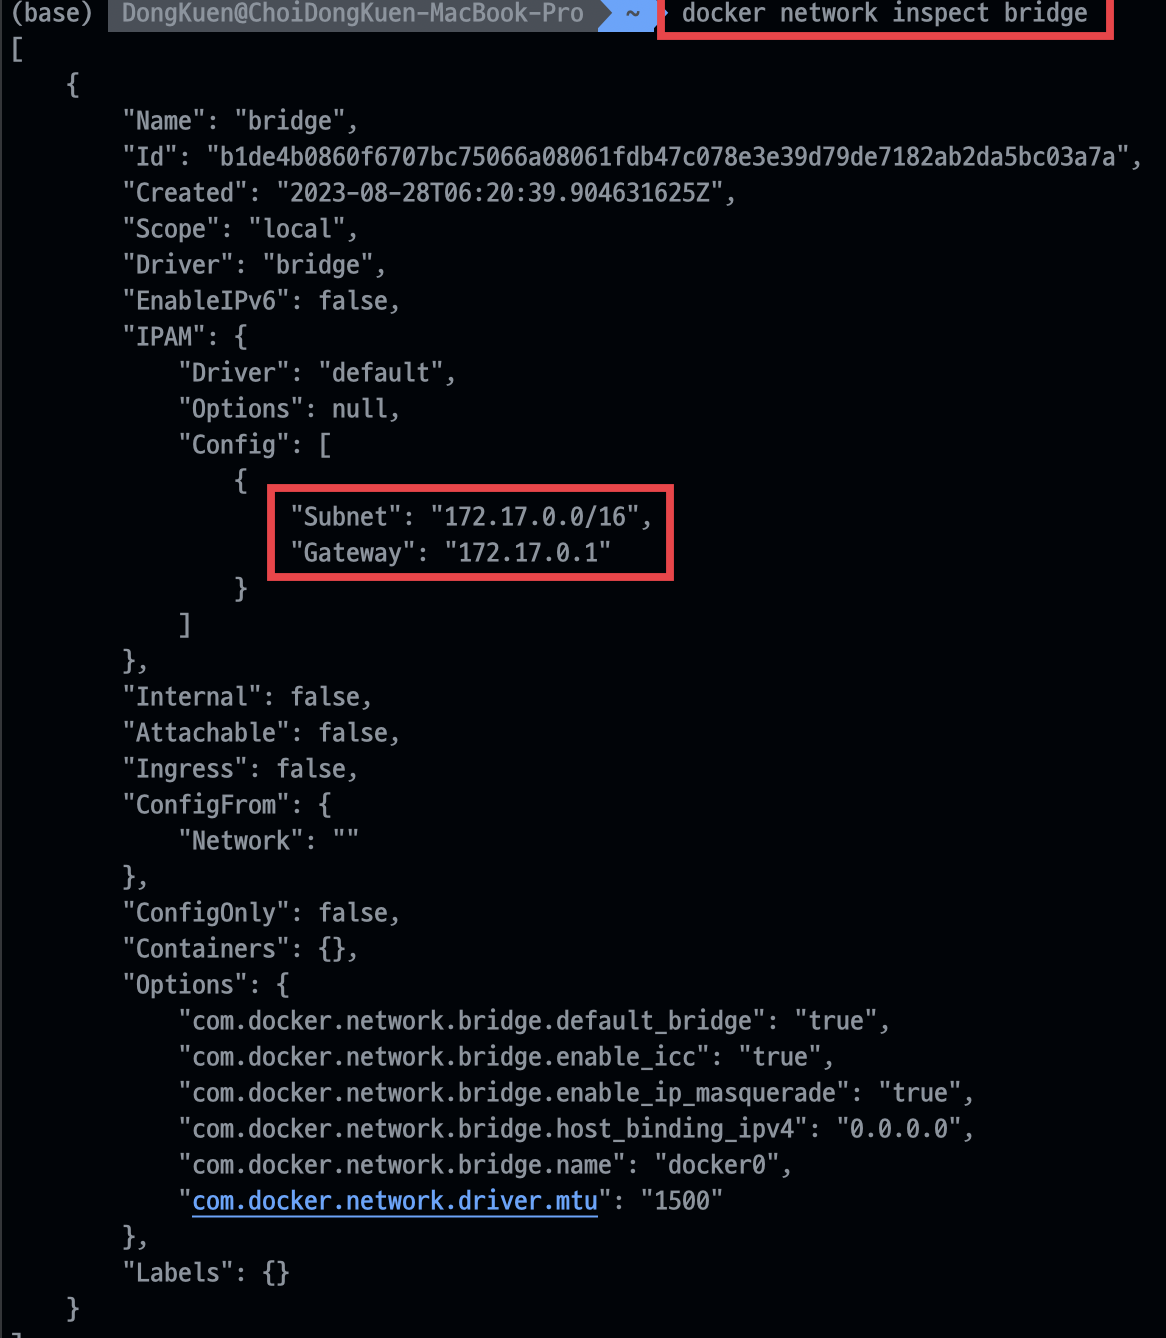 (base) DongKuen@ChoiDongKuen-MacBook-Pro ~ docker network inspect bridge
[
    {
        "Name": "bridge",
        "Id": "b1de4b0860f6707bc75066a08061fdb47c078e3e39d79de7182ab2da5bc03a7a",
        "Created": "2023-08-28T06:20:39.904631625Z",
        "Scope": "local",
        "Driver": "bridge",
        "EnableIPv6": false,
        "IPAM": {
            "Driver": "default",
            "Options": null,
            "Config": [
                {
                    "Subnet": "172.17.0.0/16",
                    "Gateway": "172.17.0.1"
                }
            ]
        },
        "Internal": false,
        "Attachable": false,
        "Ingress": false,
        "ConfigFrom": {
            "Network": ""
        },
        "ConfigOnly": false,
        "Containers": {},
        "Options": {
            "com.docker.network.bridge.default_bridge": "true",
            "com.docker.network.bridge.enable_icc": "true",
            "com.docker.network.bridge.enable_ip_masquerade": "true",
            "com.docker.network.bridge.host_binding_ipv4": "0.0.0.0",
            "com.docker.network.bridge.name": "docker0",
            "com.docker.network.driver.mtu": "1500"
        },
        "Labels": {}
    }
]